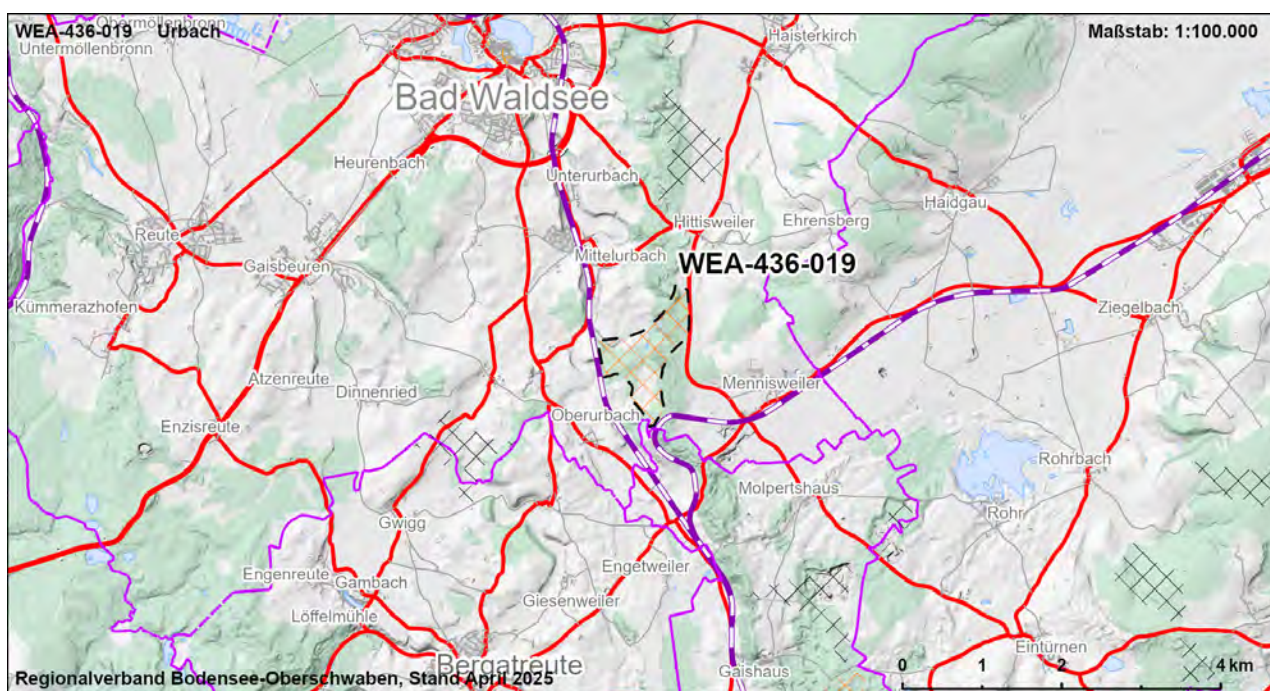 Obermöllenbronn
WEA-436-019 Urbach
Maßstab: 1:100.000
Untermöllenbronn
Haisterkirch
Bad Waldsee
Heurenbach
Unterurbach
Haidgau
Reute
Hittisweiler
Ehrensberg
Gaisbeuren
Mittelurbach
WEA-436-019
Kümmerazhofen
Ziegelbach
Atzenreute
Dinnenried
Mennisweiler
Enzisreute
Oberurbach
Rohrbach
Molpertshaus
Rohr
Gwigg
Engetweiler
Engenreute
Gambach
Giesenweiler
Löffelmühle
Eintürnen
Bergatreute
Gaishaus
0 1 2 4 km
Regionalverband Bodensee-Oberschwaben, Stand April 2025